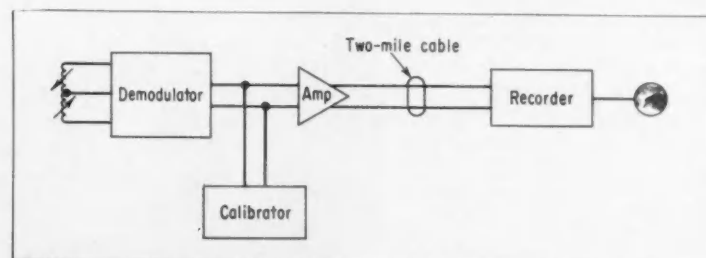 Two-mile cable
Demodulator
Amp
Recorder
Calibrator